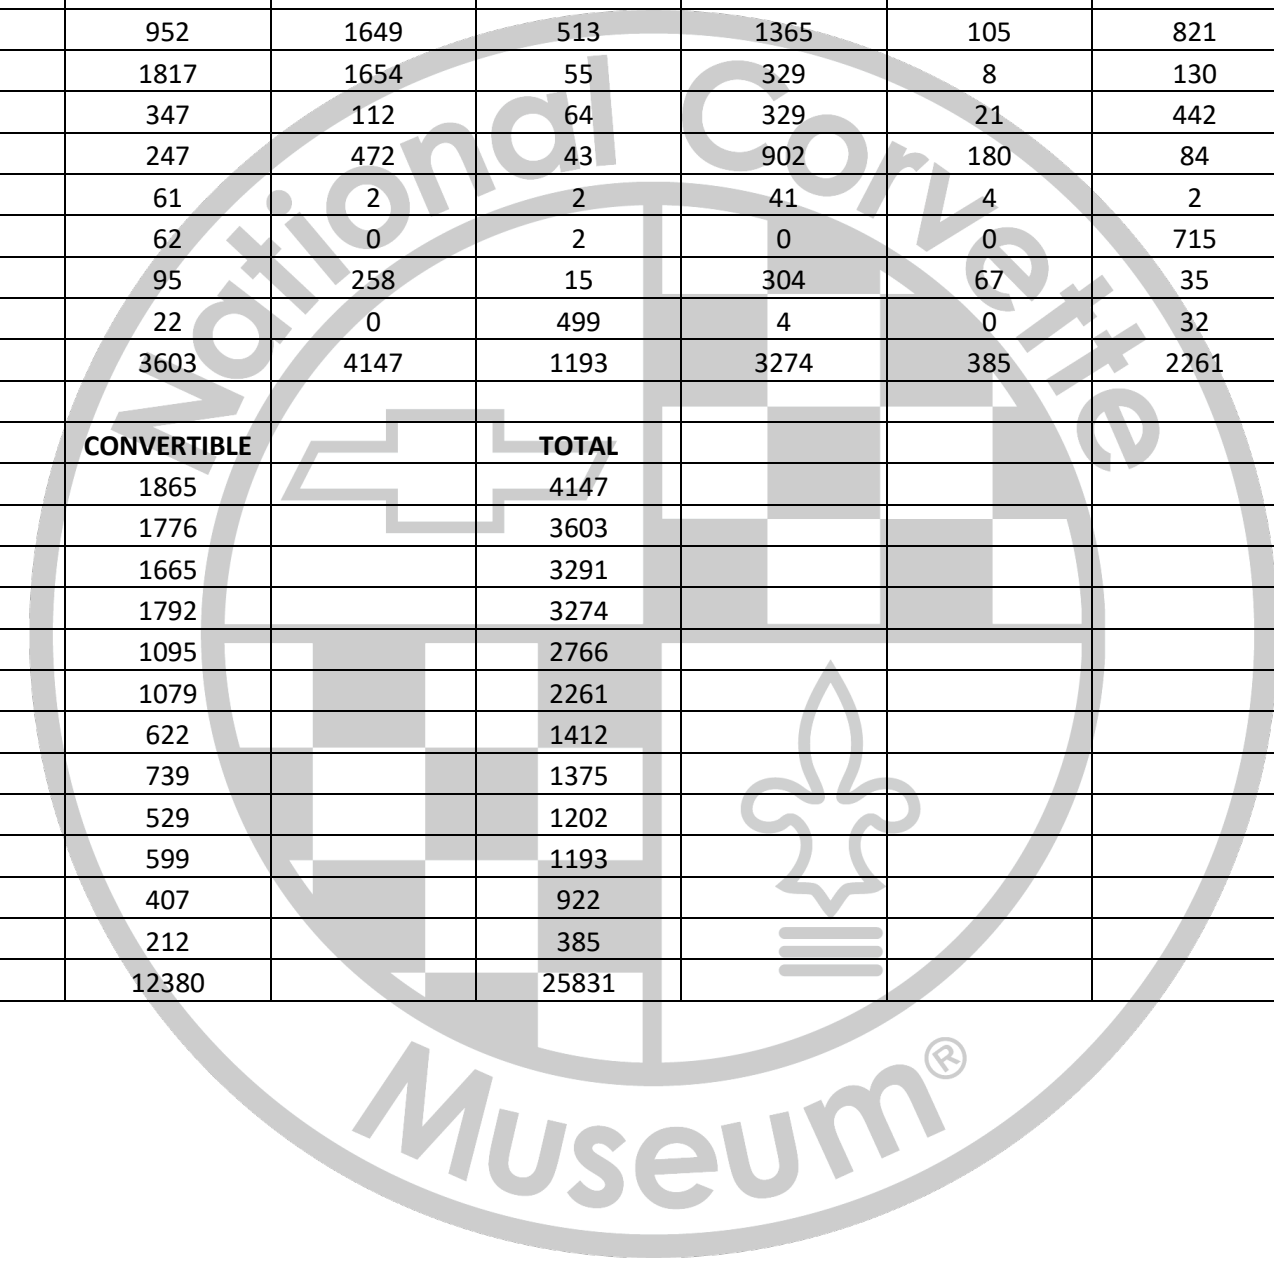 952 1649 513 1365 105 821
1817 1654 55 329 8 130
347 112 64 329 21 442
247 472 43 902 180 84
61 2 2 41 4 2
62 0 2 0 0 715
95 258 15 304 67 35
22 0 499 4 0 32
3603 4147 1193 3274 385 2261
CONVERTIBLE TOTAL
1865 4147
1776 3603
1665 3291
1792 3274
1095 2766
1079 2261
622 1412
739 1375
529 1202
599 1193
407 922
212 385
12380 25831
National Corvette
Museum®